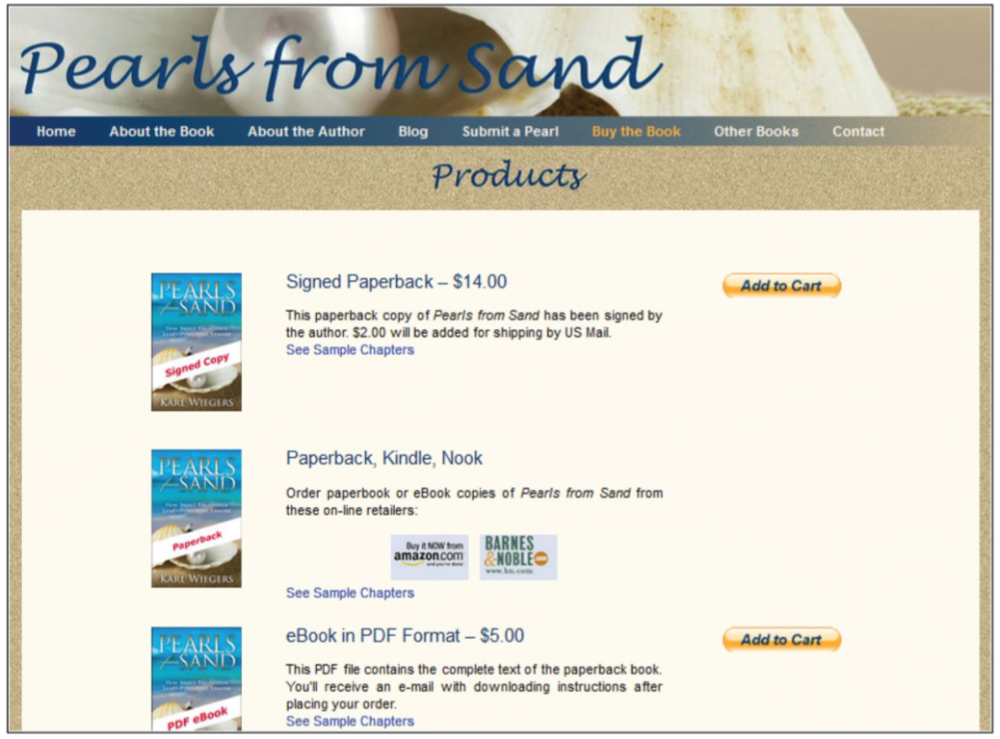 Pearls from Sand
Home About the Book About the Author Blog Submit a Pearl Buy the Book Other Books Contact
Products
PEARLS
from
SAND
Signed Copy
KARL WIEGERS
Signed Paperback – $14.00
Add to Cart
This paperback copy of Pearls from Sand has been signed by
the author. $2.00 will be added for shipping by US Mail.
See Sample Chapters
PEARLS
from
SAND
Paperback
KARL WIEGERS
Paperback, Kindle, Nook
Order paperbook or eBook copies of Pearls from Sand from
these on-line retailers:
Buy it NOW from
amazon.com
and you're done.
BARNES
&NOBLE
www.bn.com
See Sample Chapters
PEARLS
from
SAND
PDF eBook
eBook in PDF Format – $5.00
Add to Cart
This PDF file contains the complete text of the paperback book.
You'll receive an e-mail with downloading instructions after
placing your order.
See Sample Chapters